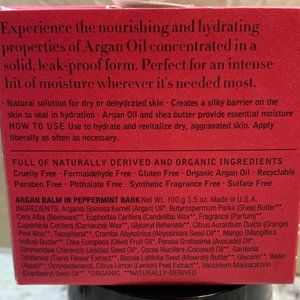 Experience the nourishing and hydrating
properties of Argan Oil concentrated in a
solid, leak-proof form. Perfect for an intense
hit of moisture wherever it's needed most.
Natural solution for dry or dehydrated skin · Creates a silky barrier on the
skin to seal in hydration · Argan Oil and shea butter provide essential moisture
HOW TO USE Use to hydrate and revitalize dry, aggravated skin. Apply
liberally as often as necessary.
FULL OF NATURALLY DERIVED AND ORGANIC INGREDIENTS
Cruelty Free · Formaldehyde Free · Gluten Free · Organic Argan Oil · Recyclable
Paraben Free · Phthalate Free · Synthetic Fragrance Free · Sulfate Free
ARGAN BALM IN PEPPERMINT BARK Net. 100 g 3.5 oz. Made in U.S.A.
INGREDIENTS: Argania Spinosa Kernel (Argan) Oil*, Butyrospermum Parkii (Shea) Butter**,
Cera Alba (Beeswax)**, Euphorbia Cerifera (Candelilla) Wax**, Fragrance (Parfum)**,
Copernicia Cerifera (Carnauba) Wax**, Glyceryl Behenate**, Citrus Aurantium Dulcis (Orange)
Peel Wax**, Tocopherol**, Crambe Abyssinica (Abyssinian) Seed Oil**, Mango (Mangifera
Indica) Butter**, Olea Europaea (Olive) Fruit Oil**, Persea Gratissima (Avocado) Oil**,
Simmondsia Chinensis (Jojoba) Seed Oil**, Cocos Nucifera (Coconut) Oil**, Gardenia
Tahitensis (Tiare) Flower**, Bassia Latifolia Seed (Mowrah) Butter**, Glycerin**, Water
(Aqua)**, Octyldodecanol, Citrus Limon (Lemon) Peel Extract**, Vaccinium Macrocarpon
(Cranberry) Seed Oil** *ORGANIC **NATURALLY-DERIVED